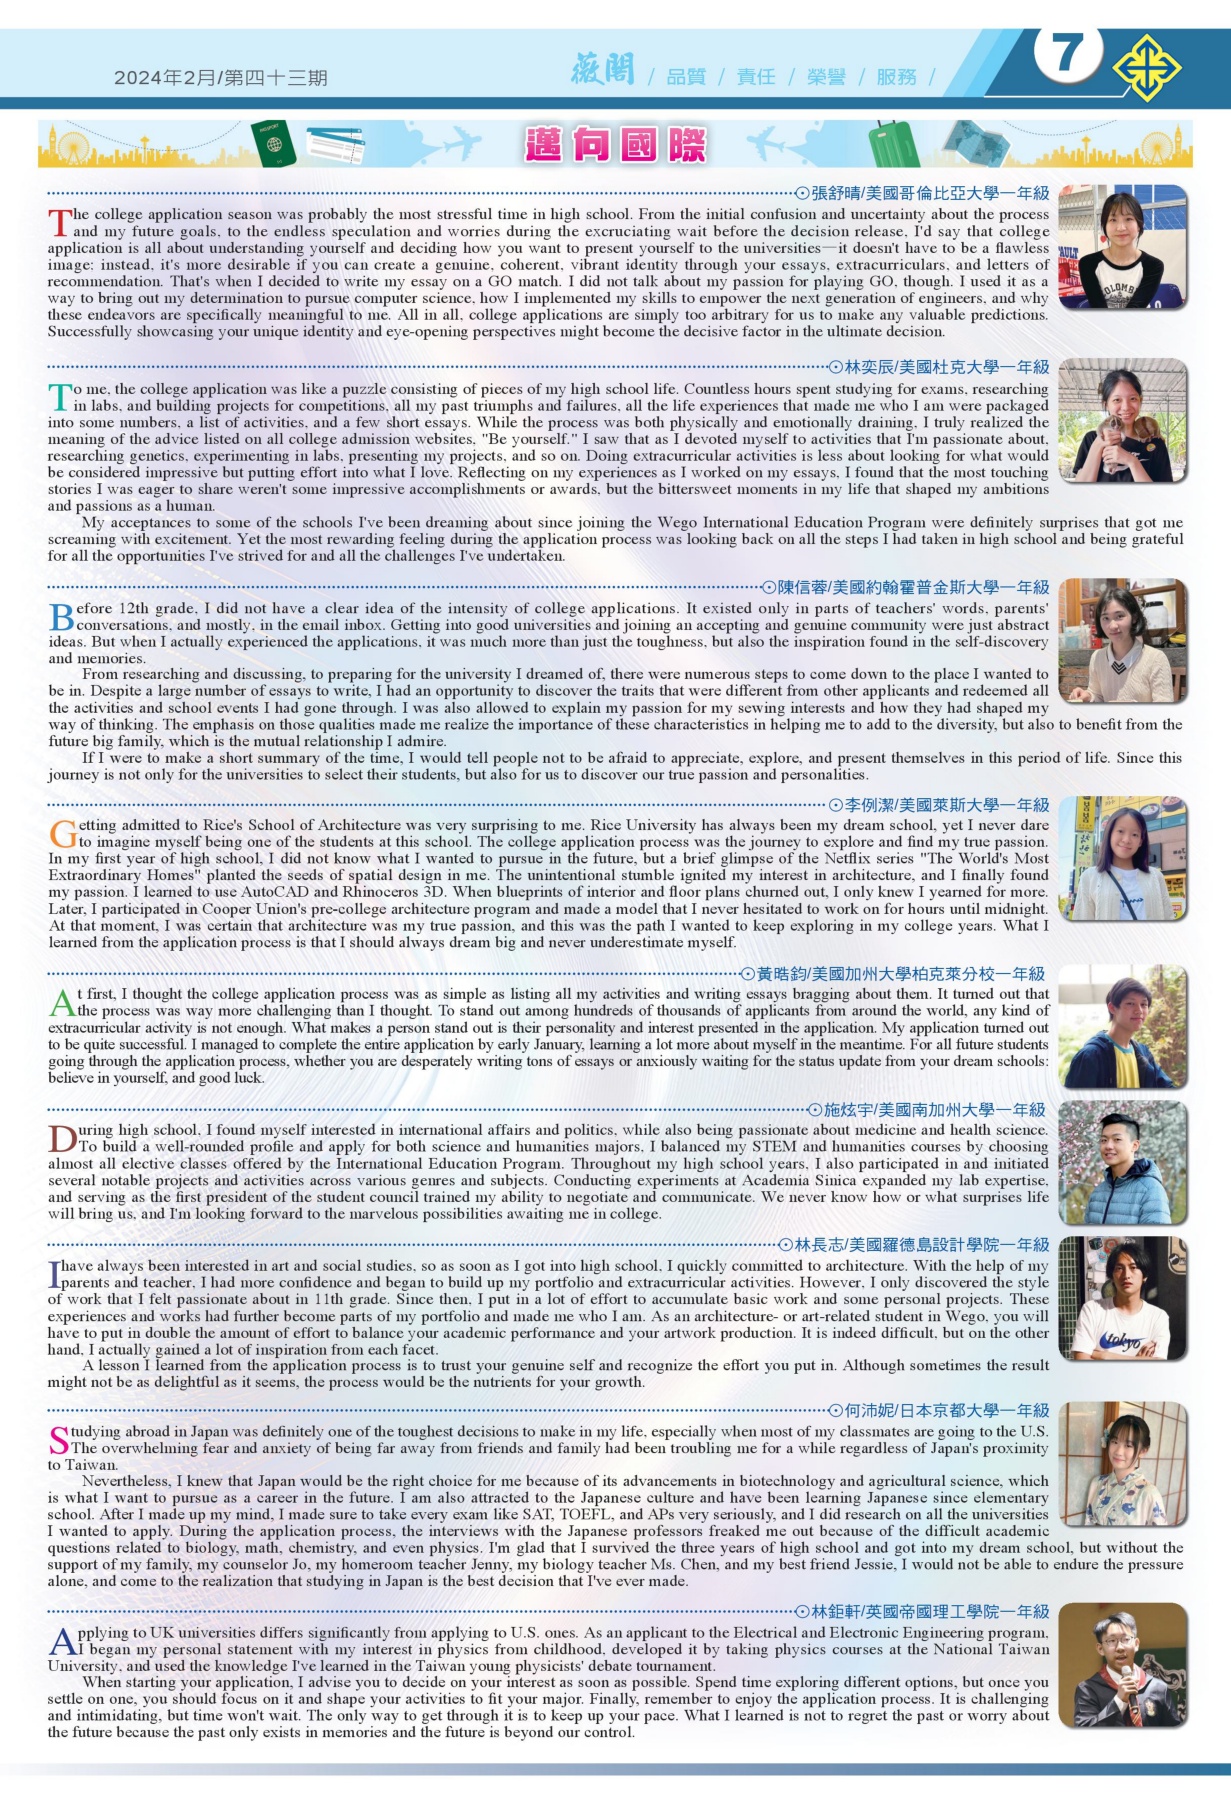 2024年2月/第四十三期
薇閣 / 品質 / 責任 / 榮譽 / 服務 /
7
邁向國際
PASSPORT
⊙張舒晴/美國哥倫比亞大學一年級
The college application season was probably the most stressful time in high school. From the initial confusion and uncertainty about the process
and my future goals, to the endless speculation and worries during the excruciating wait before the decision release, I'd say that college
application is all about understanding yourself and deciding how you want to present yourself to the universities—it doesn't have to be a flawless
image: instead, it's more desirable if you can create a genuine, coherent, vibrant identity through your essays, extracurriculars, and letters of
recommendation. That's when I decided to write my essay on a GO match. I did not talk about my passion for playing GO, though. I used it as a
way to bring out my determination to pursue computer science, how I implemented my skills to empower the next generation of engineers, and why
these endeavors are specifically meaningful to me. All in all, college applications are simply too arbitrary for us to make any valuable predictions.
Successfully showcasing your unique identity and eye-opening perspectives might become the decisive factor in the ultimate decision.
⊙林奕辰/美國杜克大學一年級
To me, the college application was like a puzzle consisting of pieces of my high school life. Countless hours spent studying for exams, researching
in labs, and building projects for competitions, all my past triumphs and failures, all the life experiences that made me who I am were packaged
into some numbers, a list of activities, and a few short essays. While the process was both physically and emotionally draining, I truly realized the
meaning of the advice listed on all college admission websites, "Be yourself." I saw that as I devoted myself to activities that I'm passionate about,
researching genetics, experimenting in labs, presenting my projects, and so on. Doing extracurricular activities is less about looking for what would
be considered impressive but putting effort into what I love. Reflecting on my experiences as I worked on my essays, I found that the most touching
stories I was eager to share weren't some impressive accomplishments or awards, but the bittersweet moments in my life that shaped my ambitions
and passions as a human.
My acceptances to some of the schools I've been dreaming about since joining the Wego International Education Program were definitely surprises that got me
screaming with excitement. Yet the most rewarding feeling during the application process was looking back on all the steps I had taken in high school and being grateful
for all the opportunities I've strived for and all the challenges I've undertaken.
⊙陳信蓉/美國約翰霍普金斯大學一年級
Before 12th grade, I did not have a clear idea of the intensity of college applications. It existed only in parts of teachers' words, parents'
conversations, and mostly, in the email inbox. Getting into good universities and joining an accepting and genuine community were just abstract
ideas. But when I actually experienced the applications, it was much more than just the toughness, but also the inspiration found in the self-discovery
and memories.
From researching and discussing, to preparing for the university I dreamed of, there were numerous steps to come down to the place I wanted to
be in. Despite a large number of essays to write, I had an opportunity to discover the traits that were different from other applicants and redeemed all
the activities and school events I had gone through. I was also allowed to explain my passion for my sewing interests and how they had shaped my
way of thinking. The emphasis on those qualities made me realize the importance of these characteristics in helping me to add to the diversity, but also to benefit from the
future big family, which is the mutual relationship I admire.
If I were to make a short summary of the time, I would tell people not to be afraid to appreciate, explore, and present themselves in this period of life. Since this
journey is not only for the universities to select their students, but also for us to discover our true passion and personalities.
⊙李例潔/美國萊斯大學一年級
Getting admitted to Rice's School of Architecture was very surprising to me. Rice University has always been my dream school, yet I never dare
to imagine myself being one of the students at this school. The college application process was the journey to explore and find my true passion.
In my first year of high school, I did not know what I wanted to pursue in the future, but a brief glimpse of the Netflix series "The World's Most
Extraordinary Homes" planted the seeds of spatial design in me. The unintentional stumble ignited my interest in architecture, and I finally found
my passion. I learned to use AutoCAD and Rhinoceros 3D. When blueprints of interior and floor plans churned out, I only knew I yearned for more.
Later, I participated in Cooper Union's pre-college architecture program and made a model that I never hesitated to work on for hours until midnight.
At that moment, I was certain that architecture was my true passion, and this was the path I wanted to keep exploring in my college years. What I
learned from the application process is that I should always dream big and never underestimate myself.
⊙黃晧鈞/美國加州大學柏克萊分校一年級
At first, I thought the college application process was as simple as listing all my activities and writing essays bragging about them. It turned out that
the process was way more challenging than I thought. To stand out among hundreds of thousands of applicants from around the world, any kind of
extracurricular activity is not enough. What makes a person stand out is their personality and interest presented in the application. My application turned out
to be quite successful. I managed to complete the entire application by early January, learning a lot more about myself in the meantime. For all future students
going through the application process, whether you are desperately writing tons of essays or anxiously waiting for the status update from your dream schools:
believe in yourself, and good luck.
⊙施炫宇/美國南加州大學一年級
During high school, I found myself interested in international affairs and politics, while also being passionate about medicine and health science.
To build a well-rounded profile and apply for both science and humanities majors, I balanced my STEM and humanities courses by choosing
almost all elective classes offered by the International Education Program. Throughout my high school years, I also participated in and initiated
several notable projects and activities across various genres and subjects. Conducting experiments at Academia Sinica expanded my lab expertise,
and serving as the first president of the student council trained my ability to negotiate and communicate. We never know how or what surprises life
will bring us, and I'm looking forward to the marvelous possibilities awaiting me in college.
⊙林長志/美國羅德島設計學院一年級
I have always been interested in art and social studies, so as soon as I got into high school, I quickly committed to architecture. With the help of my
parents and teacher, I had more confidence and began to build up my portfolio and extracurricular activities. However, I only discovered the style
of work that I felt passionate about in 11th grade. Since then, I put in a lot of effort to accumulate basic work and some personal projects. These
experiences and works had further become parts of my portfolio and made me who I am. As an architecture- or art-related student in Wego, you will
have to put in double the amount of effort to balance your academic performance and your artwork production. It is indeed difficult, but on the other
hand, I actually gained a lot of inspiration from each facet.
A lesson I learned from the application process is to trust your genuine self and recognize the effort you put in. Although sometimes the result
might not be as delightful as it seems, the process would be the nutrients for your growth.
tokyo
⊙何沛妮/日本京都大學一年級
Studying abroad in Japan was definitely one of the toughest decisions to make in my life, especially when most of my classmates are going to the U.S.
The overwhelming fear and anxiety of being far away from friends and family had been troubling me for a while regardless of Japan's proximity
to Taiwan.
Nevertheless, I knew that Japan would be the right choice for me because of its advancements in biotechnology and agricultural science, which
is what I want to pursue as a career in the future. I am also attracted to the Japanese culture and have been learning Japanese since elementary
school. After I made up my mind, I made sure to take every exam like SAT, TOEFL, and APs very seriously, and I did research on all the universities
I wanted to apply. During the application process, the interviews with the Japanese professors freaked me out because of the difficult academic
questions related to biology, math, chemistry, and even physics. I'm glad that I survived the three years of high school and got into my dream school, but without the
support of my family, my counselor Jo, my homeroom teacher Jenny, my biology teacher Ms. Chen, and my best friend Jessie, I would not be able to endure the pressure
alone, and come to the realization that studying in Japan is the best decision that I've ever made.
⊙林鉅軒/英國帝國理工學院一年級
Applying to UK universities differs significantly from applying to U.S. ones. As an applicant to the Electrical and Electronic Engineering program,
I began my personal statement with my interest in physics from childhood, developed it by taking physics courses at the National Taiwan
University, and used the knowledge I've learned in the Taiwan young physicists' debate tournament.
When starting your application, I advise you to decide on your interest as soon as possible. Spend time exploring different options, but once you
settle on one, you should focus on it and shape your activities to fit your major. Finally, remember to enjoy the application process. It is challenging
and intimidating, but time won't wait. The only way to get through it is to keep up your pace. What I learned is not to regret the past or worry about
the future because the past only exists in memories and the future is beyond our control.